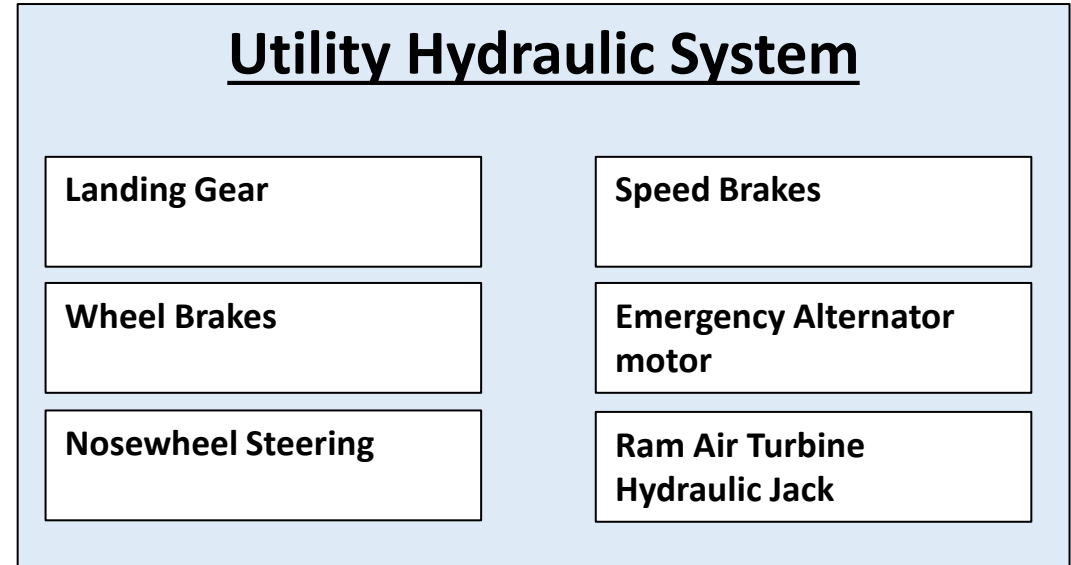 Utility Hydraulic System
Landing Gear
Speed Brakes
Wheel Brakes
Emergency Alternator
motor
Nosewheel Steering
Ram Air Turbine
Hydraulic Jack